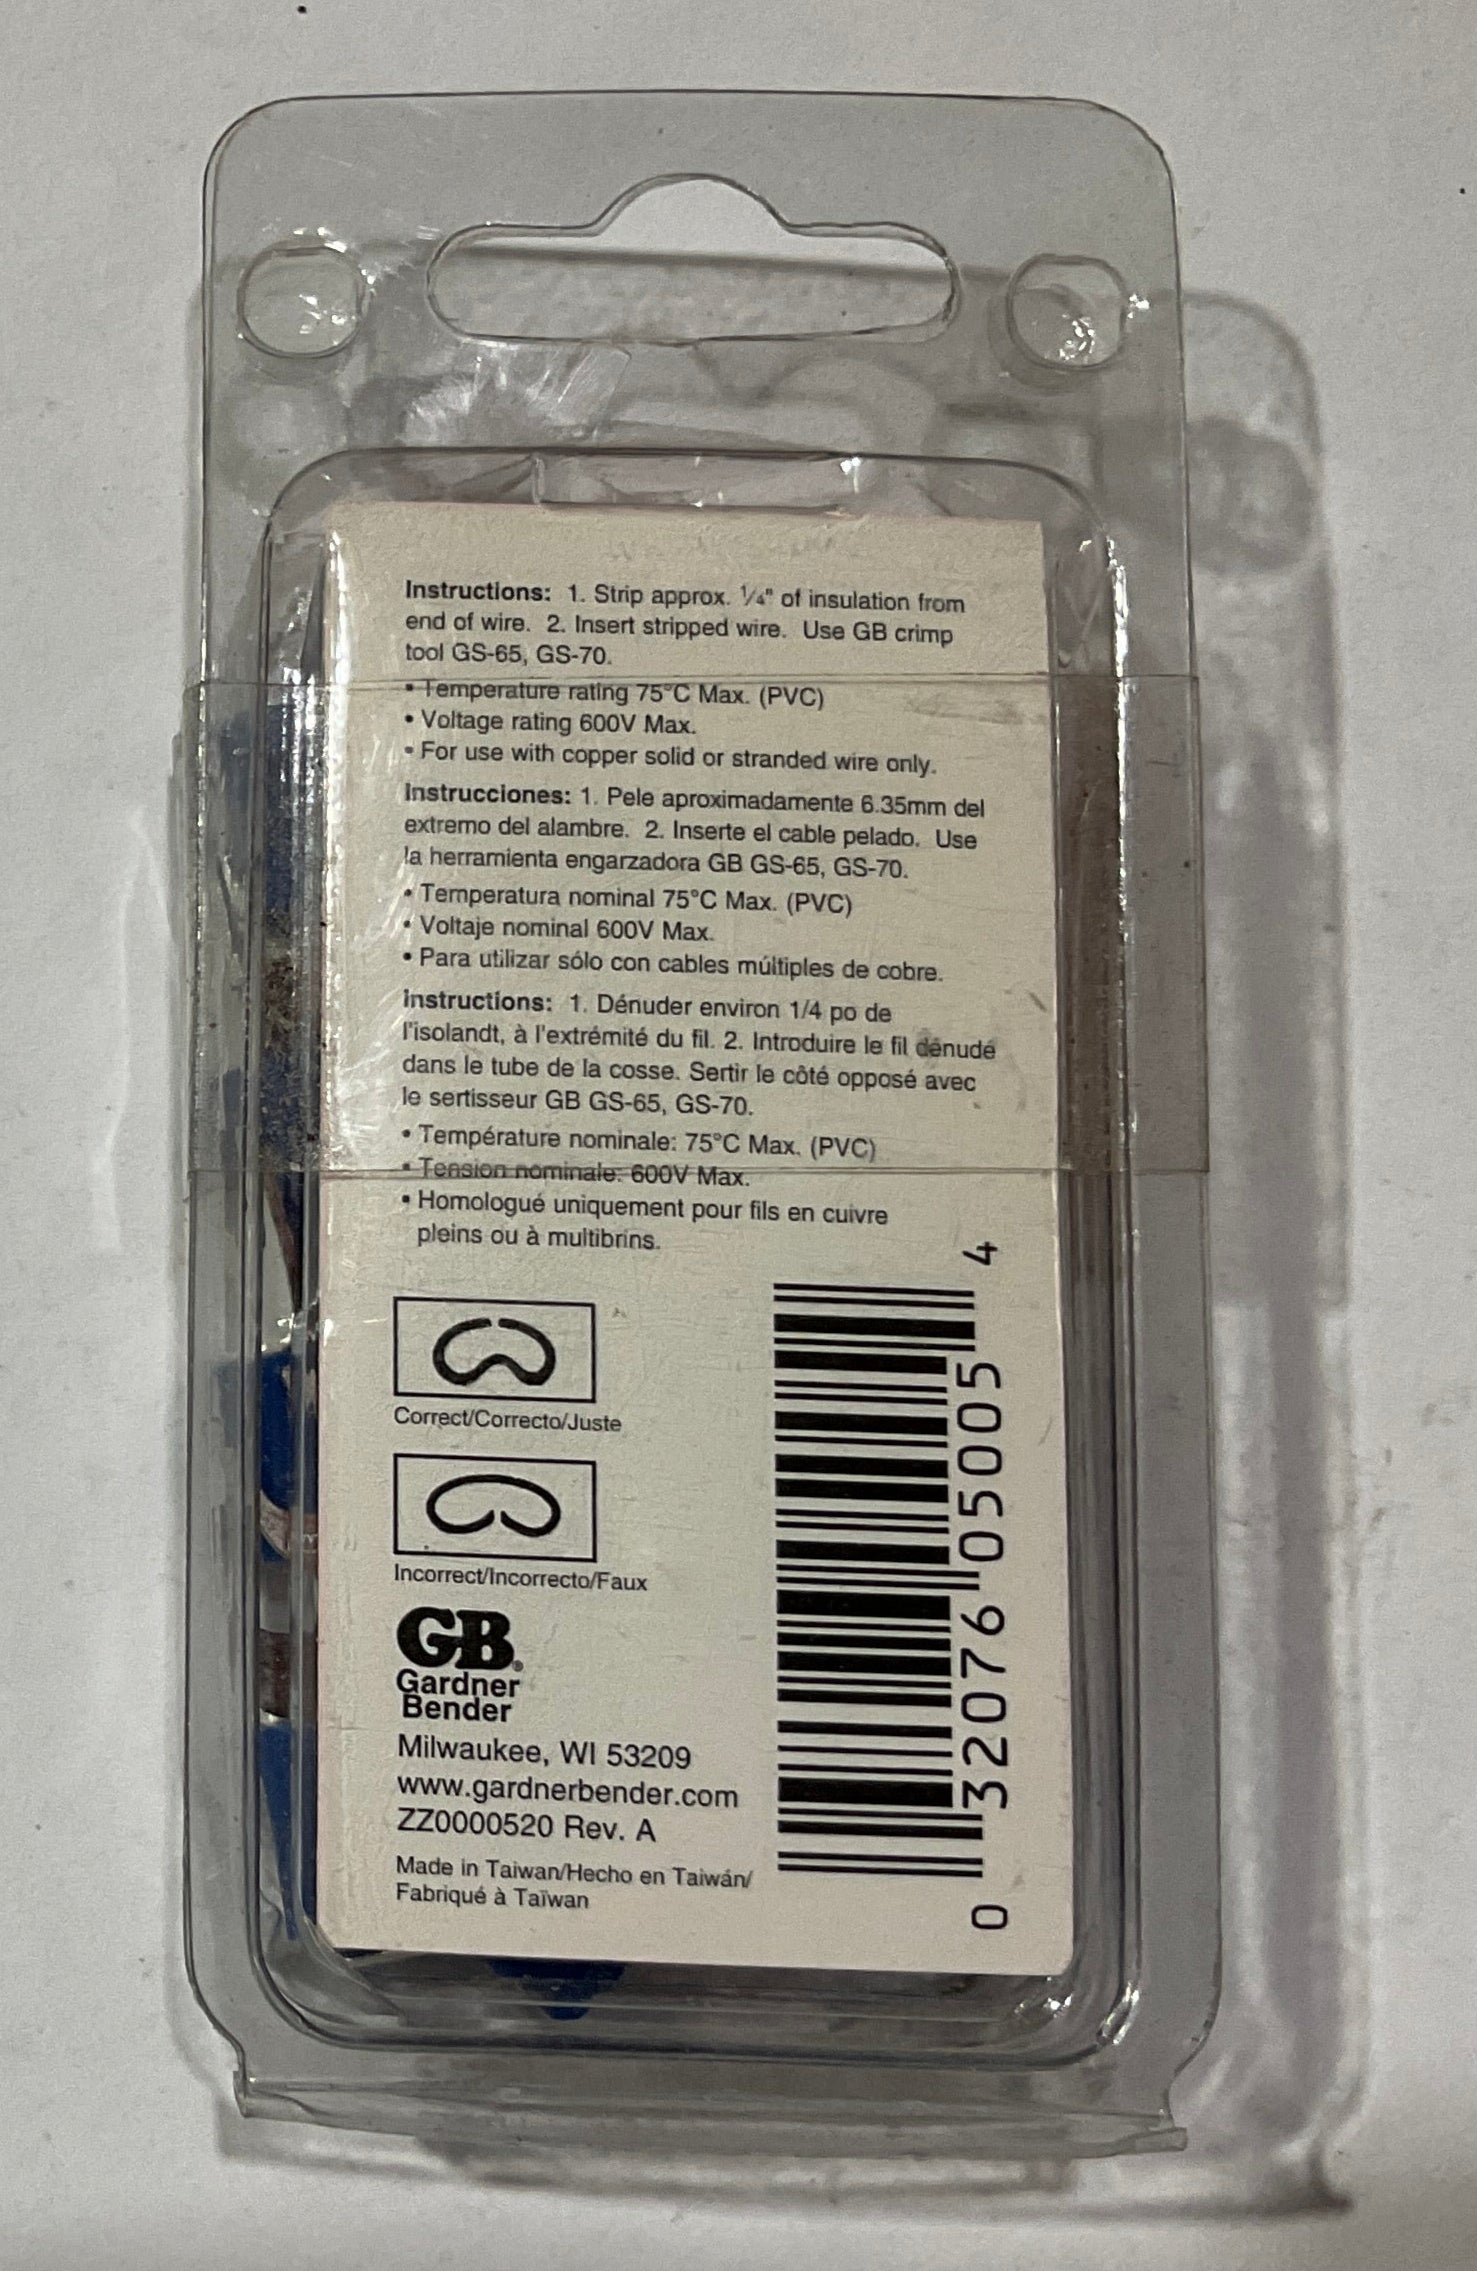 Instructions: 1. Strip approx. ¼" of insulation from
end of wire. 2. Insert stripped wire. Use GB crimp
tool GS-65, GS-70.
• Temperature rating 75°C Max. (PVC)
• Voltage rating 600V Max.
• For use with copper solid or stranded wire only.
Instrucciones: 1. Pele aproximadamente 6.35mm del
extremo del alambre. 2. Inserte el cable pelado. Use
la herramienta engarzadora GB GS-65, GS-70.
• Temperatura nominal 75°C Max. (PVC)
• Voltaje nominal 600V Max.
• Para utilizar sólo con cables múltiples de cobre.
Instructions: 1. Dénuder environ 1/4 po de
l'isolandt, à l'extrémité du fil. 2. Introduire le fil dénudé
dans le tube de la cosse. Sertir le côté opposé avec
le sertisseur GB GS-65, GS-70.
• Température nominale: 75°C Max. (PVC)
• Tension nominale: 600V Max.
• Homologué uniquement pour fils en cuivre
pleins ou à multibrins.
Correct/Correcto/Juste
Incorrect/Incorrecto/Faux
GB®
Gardner
Bender
Milwaukee, WI 53209
www.gardnerbender.com
ZZ0000520 Rev. A
Made in Taiwan/Hecho en Taiwán/
Fabriqué à Taïwan
0 32076 05005 4